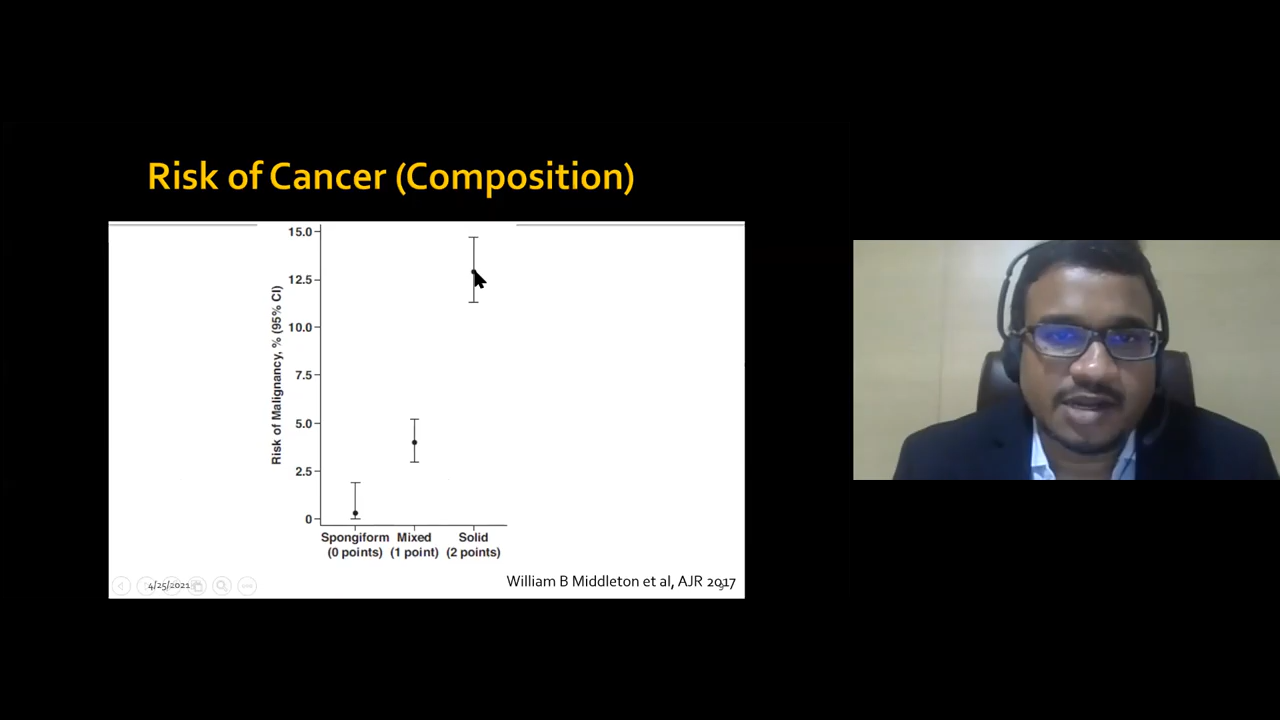 Risk of Cancer (Composition)
Risk of Malignancy, % (95% CI)
15.0
12.5
10.0
7.5
5.0
2.5
0
Spongiform Mixed Solid
(0 points) (1 point) (2 points)
William B Middleton et al, AJR 2017
4/25/2021